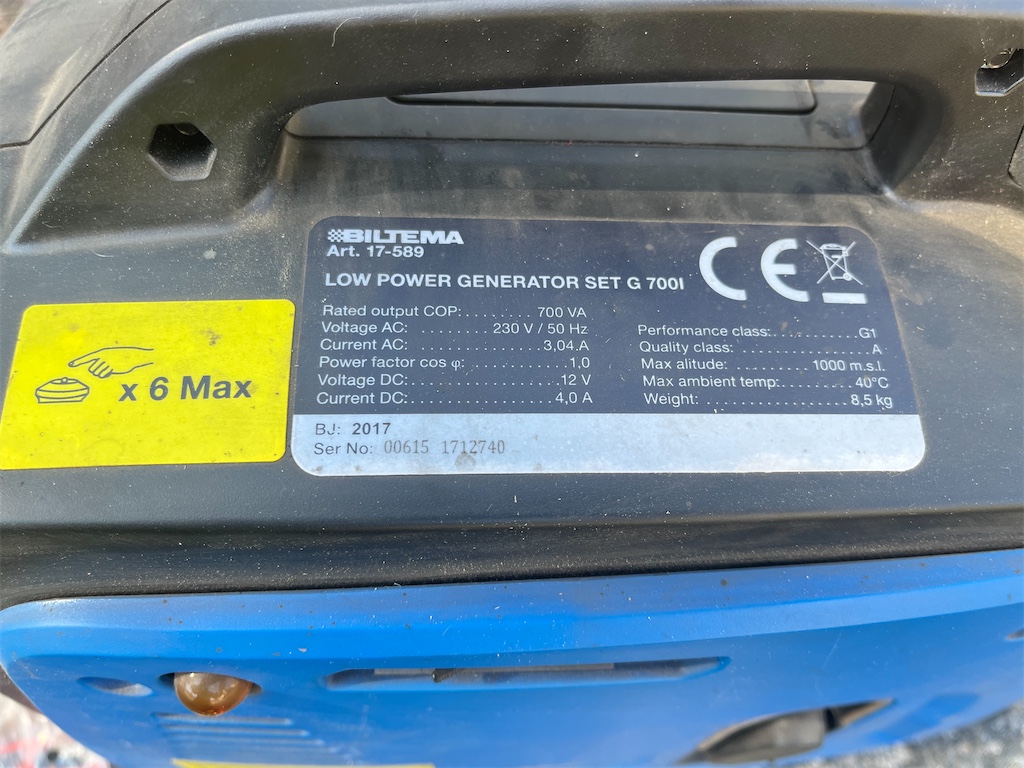 BILTEMA
Art. 17-589
LOW POWER GENERATOR SET G 700I
Rated output COP:......... 700 VA
Voltage AC: ......... 230 V / 50 Hz
Current AC: ................. 3,04 A
Power factor cos φ:............... 1,0
Voltage DC:.......................12 V
Current DC:......................4,0 A
Performance class:.............. G1
Quality class: ..................... A
Max alitude: ............ 1000 m.s.l.
Max ambient temp:........... 40°C
Weight: ........................ 8,5 kg
CE
BJ: 2017
Ser No: 00615 1712740
x 6 Max